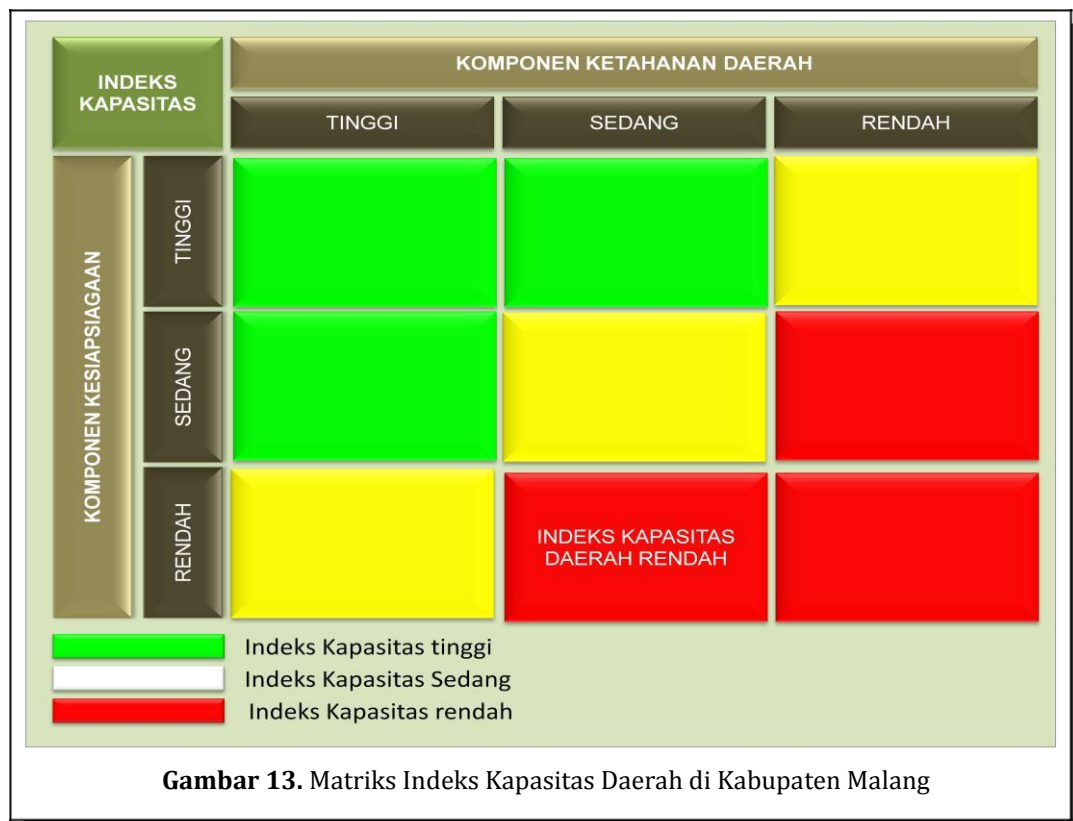 INDEKS
KAPASITAS
KOMPONEN KETAHANAN DAERAH
TINGGI
SEDANG
RENDAH
KOMPONEN KESIAPSIAGAAN
TINGGI
SEDANG
RENDAH
INDEKS KAPASITAS
DAERAH RENDAH
Indeks Kapasitas tinggi
Indeks Kapasitas Sedang
Indeks Kapasitas rendah
Gambar 13. Matriks Indeks Kapasitas Daerah di Kabupaten Malang